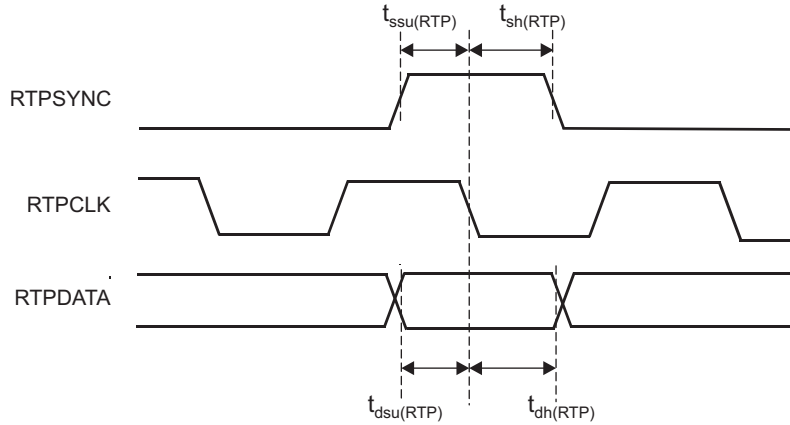 tssu(RTP) tsh(RTP)
RTPSYNC
RTPCLK
RTPDATA
tdsu(RTP) tdh(RTP)